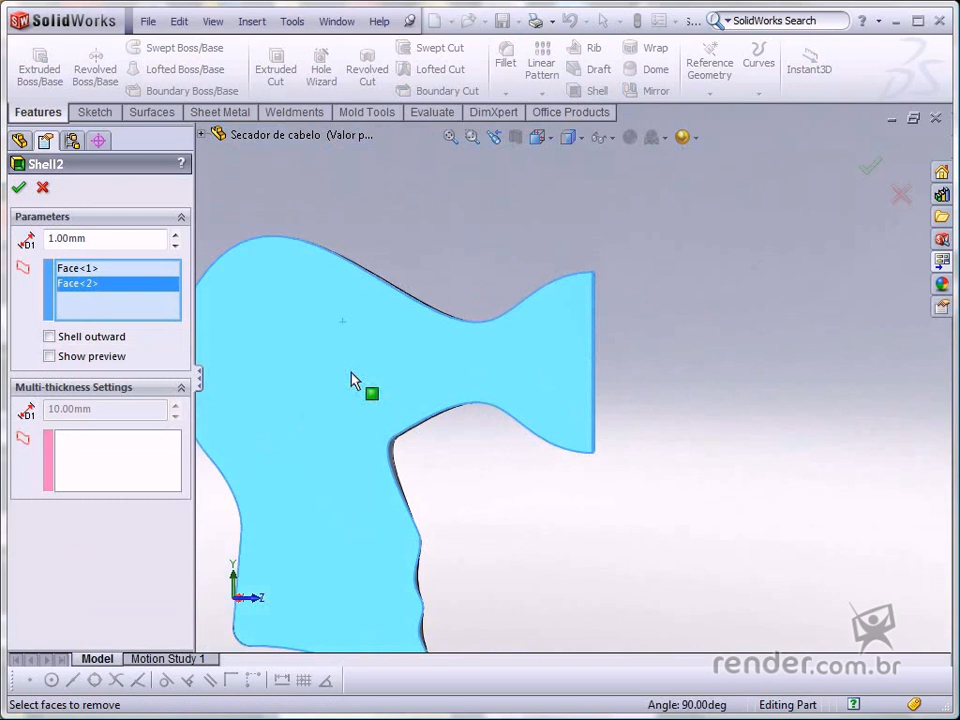 SolidWorks
File Edit View Insert Tools Window Help
s...
SolidWorks Search
Extruded Boss/Base
Revolved Boss/Base
Swept Boss/Base
Lofted Boss/Base
Boundary Boss/Base
Extruded Cut
Hole Wizard
Revolved Cut
Swept Cut
Lofted Cut
Boundary Cut
Fillet
Linear Pattern
Rib
Draft
Shell
Wrap
Dome
Mirror
Reference Geometry
Curves
Instant3D
Features Sketch Surfaces Sheet Metal Weldments Mold Tools Evaluate DimXpert Office Products
Secador de cabelo (Valor p...
Shell2
?
Parameters
D1
1.00mm
Face<1>
Face<2>
Shell outward
Show preview
Multi-thickness Settings
D1
10.00mm
Y
Z
render.com.br
Model Motion Study 1
Select faces to remove
Angle: 90.00deg
Editing Part
?